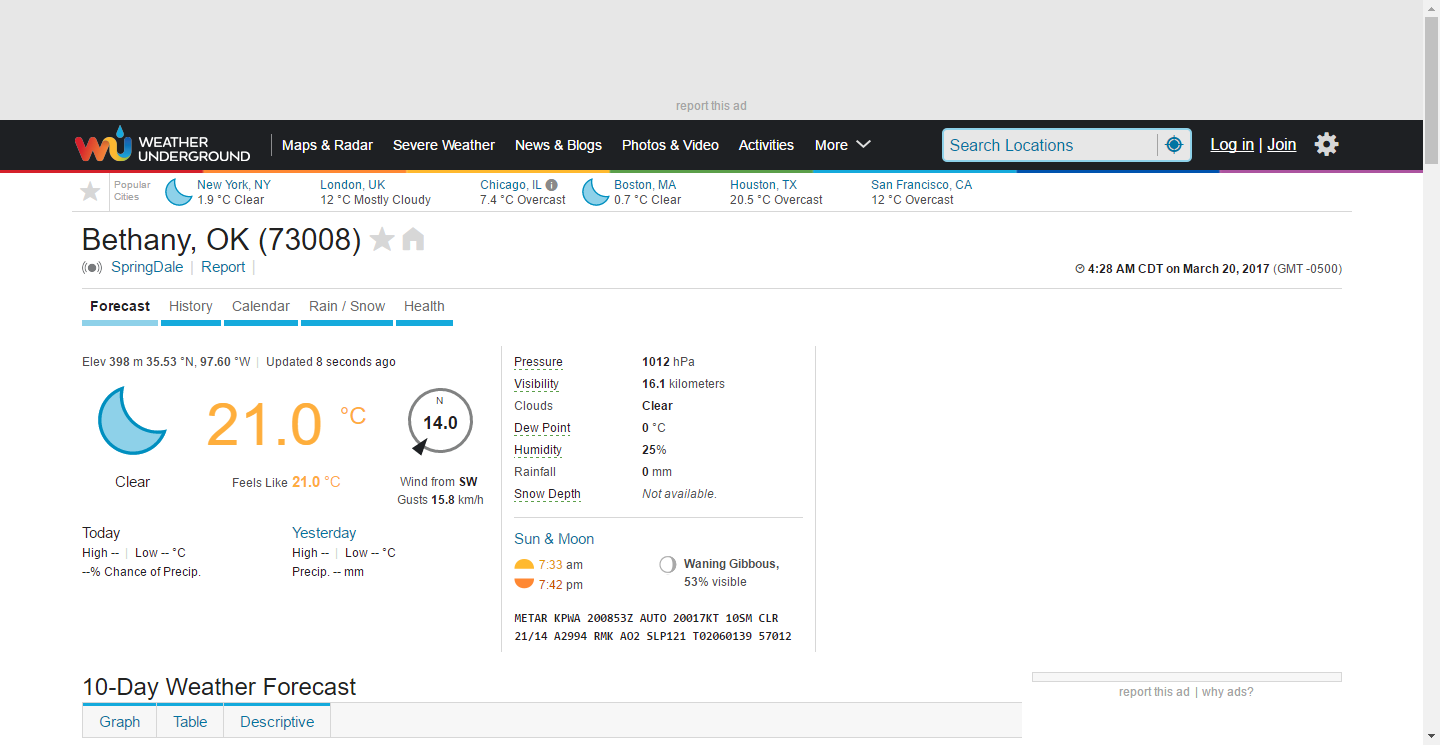 report this ad
WU WEATHER UNDERGROUND
Maps & Radar Severe Weather News & Blogs Photos & Video Activities More
Search Locations
Log in | Join
Popular Cities
New York, NY
1.9 °C Clear
London, UK
12 °C Mostly Cloudy
Chicago, IL i
7.4 °C Overcast
Boston, MA
0.7 °C Clear
Houston, TX
20.5 °C Overcast
San Francisco, CA
12 °C Overcast
Bethany, OK (73008)
SpringDale | Report |
4:28 AM CDT on March 20, 2017 (GMT -0500)
Forecast History Calendar Rain / Snow Health
Elev 398 m 35.53 °N, 97.60 °W | Updated 8 seconds ago
Clear
21.0 °C
Feels Like 21.0 °C
N
14.0
Wind from SW
Gusts 15.8 km/h
Today
High -- | Low -- °C
--% Chance of Precip.
Yesterday
High -- | Low -- °C
Precip. -- mm
Pressure 1012 hPa
Visibility 16.1 kilometers
Clouds Clear
Dew Point 0 °C
Humidity 25%
Rainfall 0 mm
Snow Depth Not available.
Sun & Moon
7:33 am
7:42 pm
Waning Gibbous,
53% visible
METAR KPWA 200853Z AUTO 20017KT 10SM CLR
21/14 A2994 RMK AO2 SLP121 T02060139 57012
10-Day Weather Forecast
Graph Table Descriptive
report this ad | why ads?